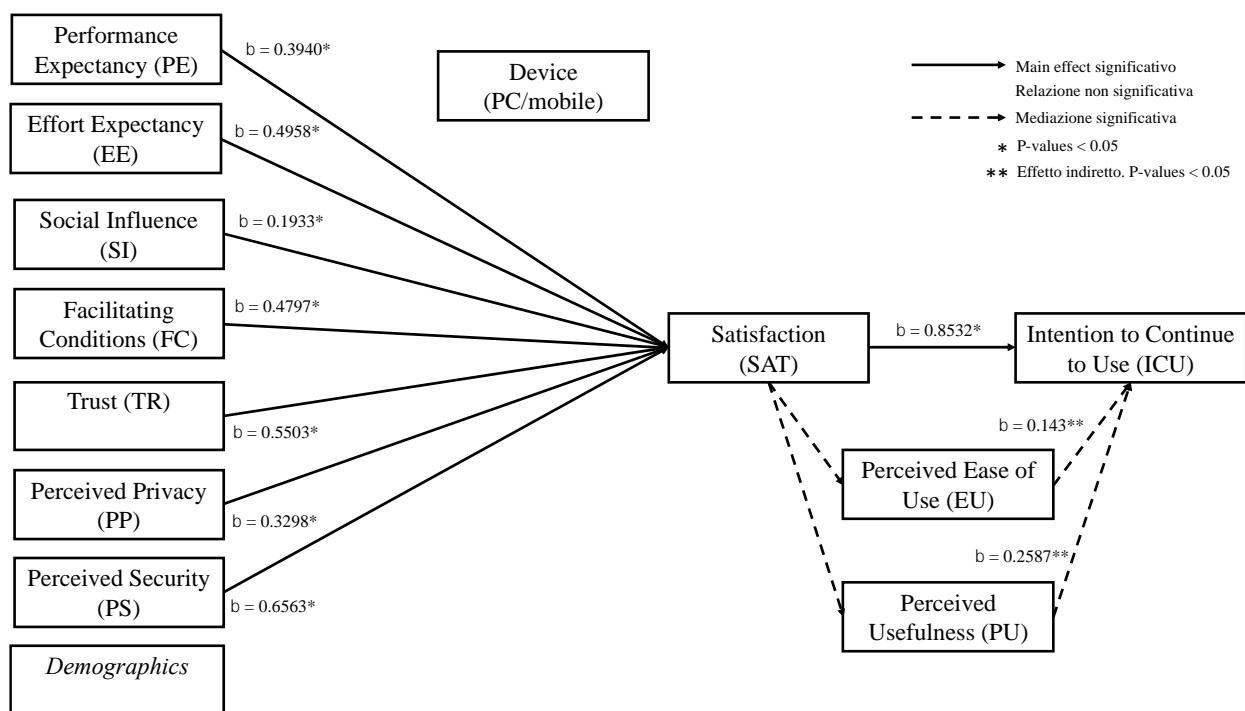 Performance
Expectancy (PE)
b = 0.3940*
Device
(PC/mobile)
Main effect significativo
Relazione non significativa
Mediazione significativa
* P-values < 0.05
** Effetto indiretto. P-values < 0.05
Effort Expectancy
(EE)
b = 0.4958*
Social Influence
(SI)
b = 0.1933*
Facilitating
Conditions (FC)
b = 0.4797*
Trust (TR)
b = 0.5503*
Perceived Privacy
(PP)
b = 0.3298*
Perceived Security
(PS)
b = 0.6563*
Demographics
Satisfaction
(SAT)
b = 0.8532*
Intention to Continue
to Use (ICU)
b = 0.143**
Perceived Ease of
Use (EU)
b = 0.2587**
Perceived
Usefulness (PU)